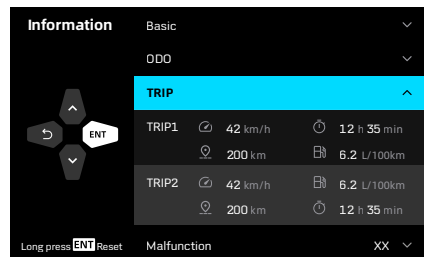 Information
Basic
ODO
TRIP
TRIP1 42 km/h 12 h 35 min
200 km 6.2 L/100km
TRIP2 42 km/h 6.2 L/100km
200 km 12 h 35 min
ENT
Long press ENT Reset
Malfunction XX